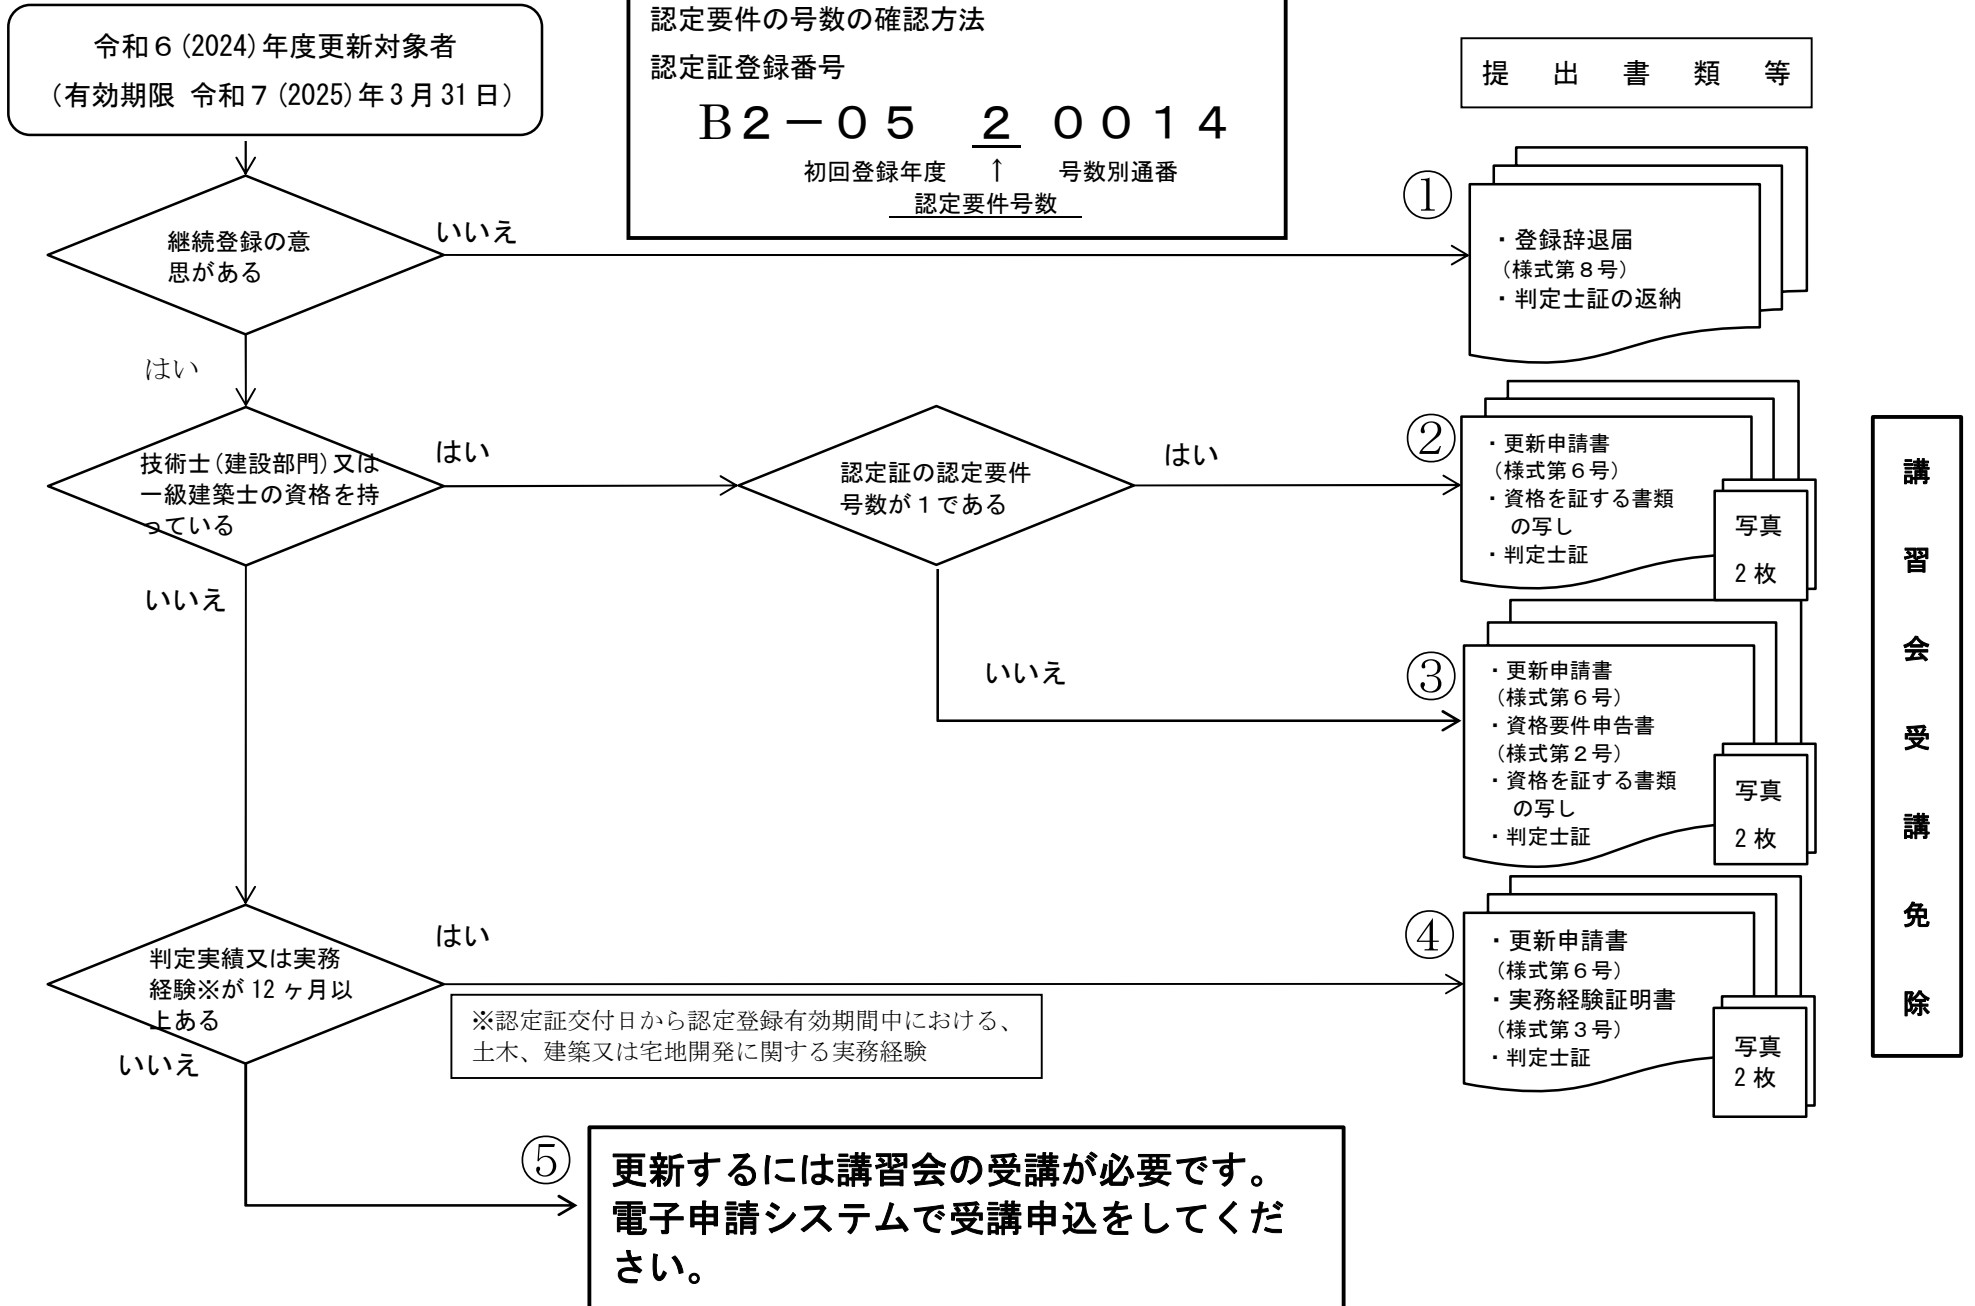 令和６(2024)年度更新対象者
（有効期限 令和７(2025)年３月31日）
認定要件の号数の確認方法
認定証登録番号
B２－０５ ２ ００１４
初回登録年度 ↑ 号数別通番
認定要件号数
提出書類等
継続登録の意
思がある
いいえ
はい
①
・登録辞退届
（様式第８号）
・判定士証の返納
技術士(建設部門)又は
一級建築士の資格を持
っている
はい
いいえ
認定証の認定要件
号数が１である
はい
いいえ
②
・更新申請書
（様式第６号）
・資格を証する書類
の写し
・判定士証
写真
２枚
③
・更新申請書
（様式第６号）
・資格要件申告書
（様式第２号）
・資格を証する書類
の写し
・判定士証
写真
２枚
判定実績又は実務
経験※が12ヶ月以
上ある
はい
いいえ
※認定証交付日から認定登録有効期間中における、
土木、建築又は宅地開発に関する実務経験
④
・更新申請書
（様式第６号）
・実務経験証明書
（様式第３号）
・判定士証
写真
２枚
講習会受講免除
⑤
更新するには講習会の受講が必要です。
電子申請システムで受講申込をしてくだ
さい。